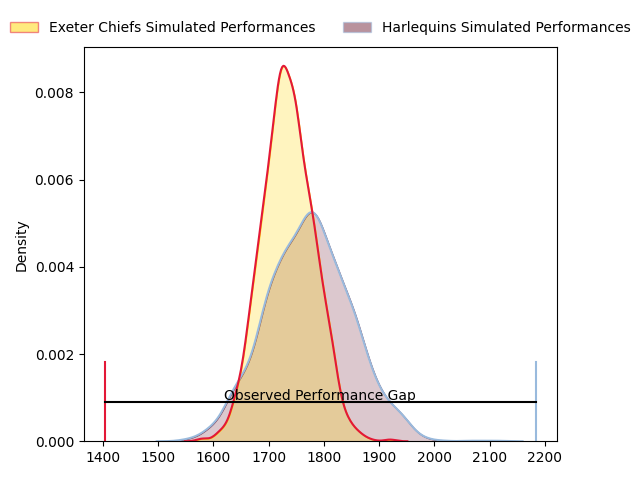 Exeter Chiefs Simulated Performances
Harlequins Simulated Performances
0.008
0.006
0.004
0.002
0.000
Density
Observed Performance Gap
1400 1500 1600 1700 1800 1900 2000 2100 2200